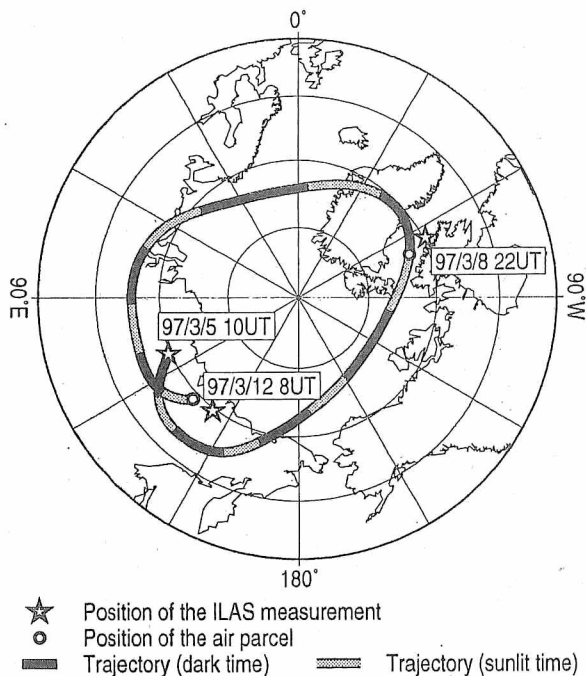 0°
97/3/8 22UT
90°E
90°W
97/3/5 10UT
97/3/12 8UT
180°
Position of the ILAS measurement
Position of the air parcel
Trajectory (dark time)
Trajectory (sunlit time)